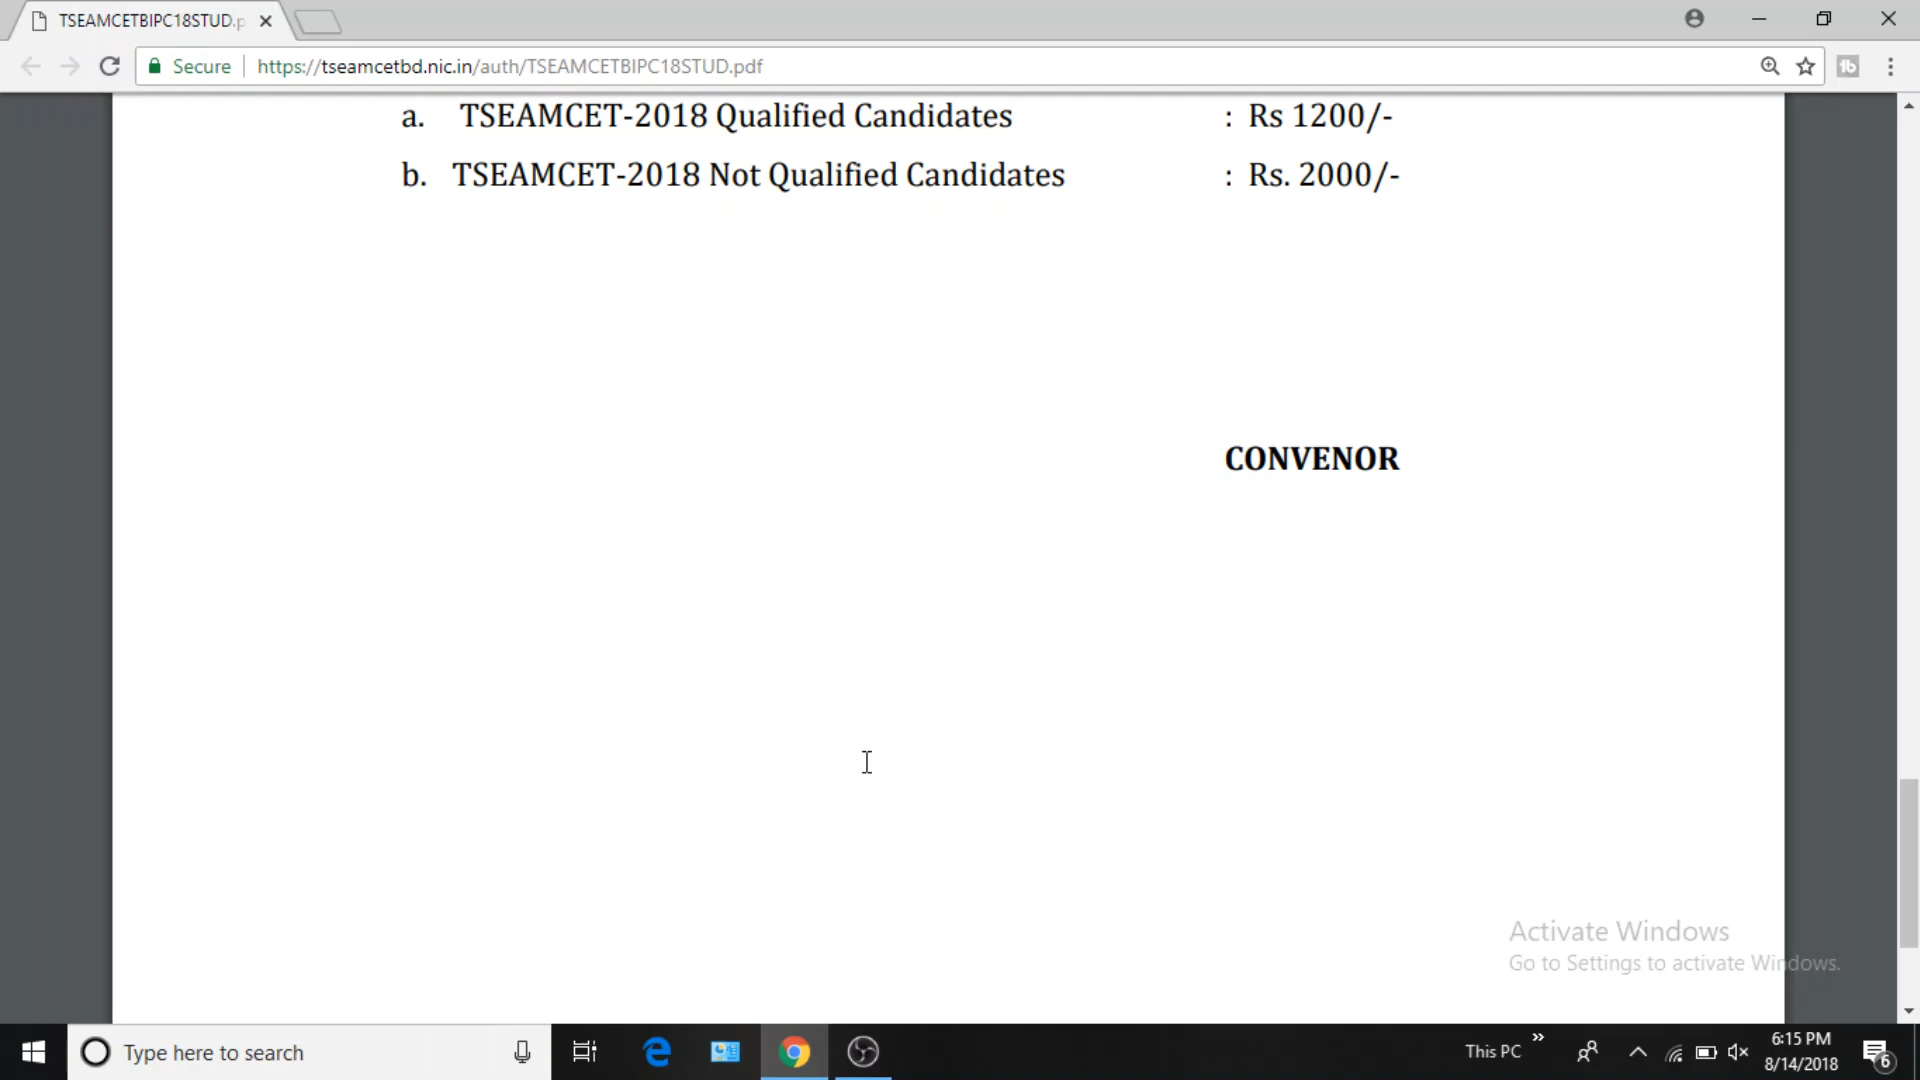 TSEAMCETBIPC18STUD.p
Secure
https://tseamcetbd.nic.in/auth/TSEAMCETBIPC18STUD.pdf
a. TSEAMCET-2018 Qualified Candidates : Rs 1200/-
b. TSEAMCET-2018 Not Qualified Candidates : Rs. 2000/-
CONVENOR
Activate Windows
Go to Settings to activate Windows.
Type here to search
This PC
6:15 PM
8/14/2018
6